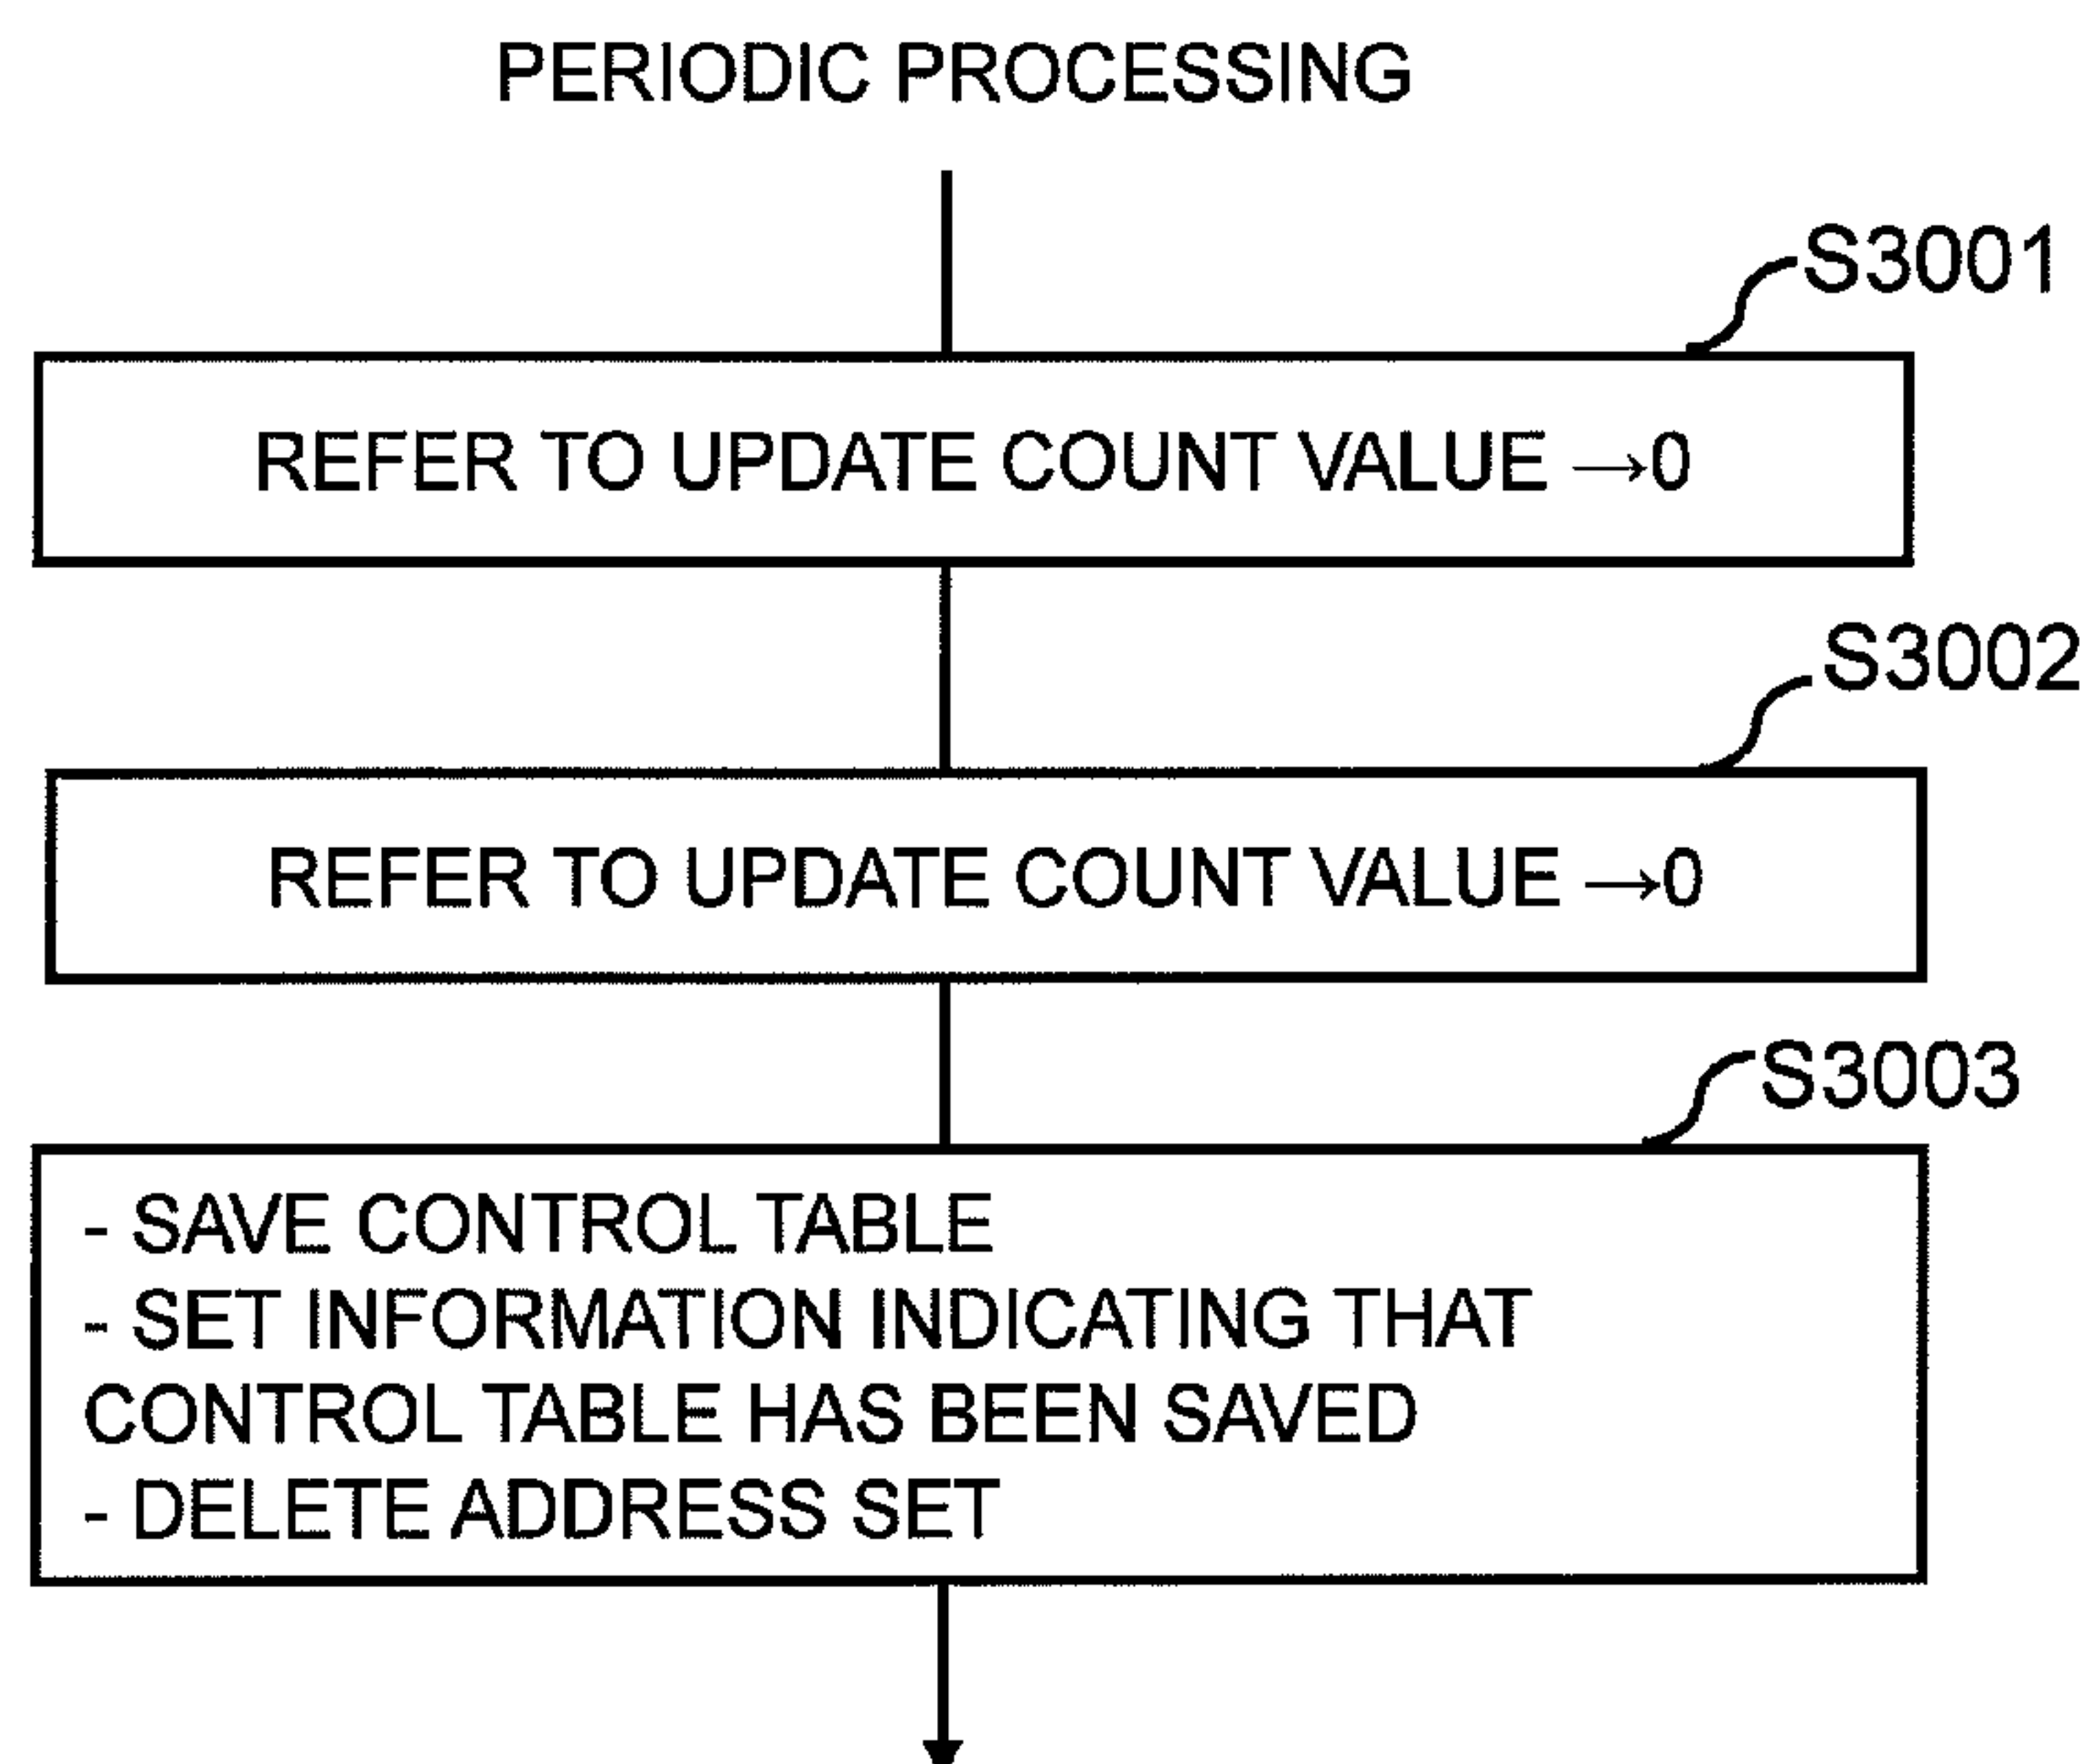 PERIODIC PROCESSING
S3001
REFER TO UPDATE COUNT VALUE →0
S3002
REFER TO UPDATE COUNT VALUE →0
S3003
- SAVE CONTROL TABLE
- SET INFORMATION INDICATING THAT
CONTROL TABLE HAS BEEN SAVED
- DELETE ADDRESS SET